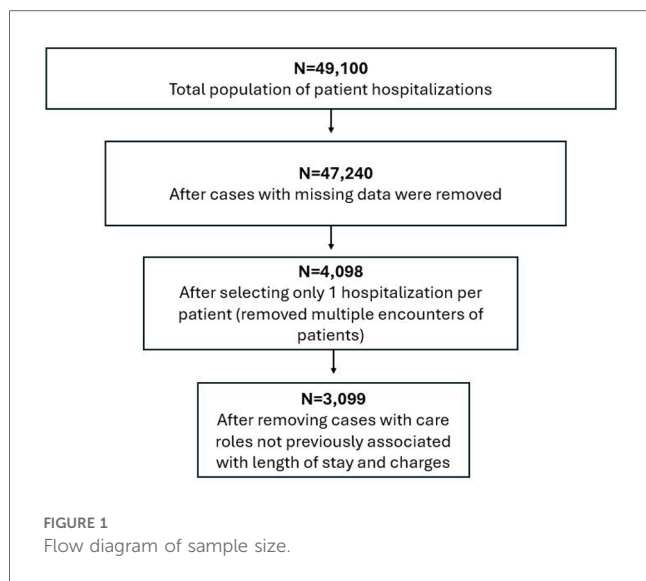 N=49,100
Total population of patient hospitalizations
N=47,240
After cases with missing data were removed
N=4,098
After selecting only 1 hospitalization per
patient (removed multiple encounters of
patients)
N=3,099
After removing cases with care
roles not previously associated
with length of stay and charges
FIGURE 1
Flow diagram of sample size.